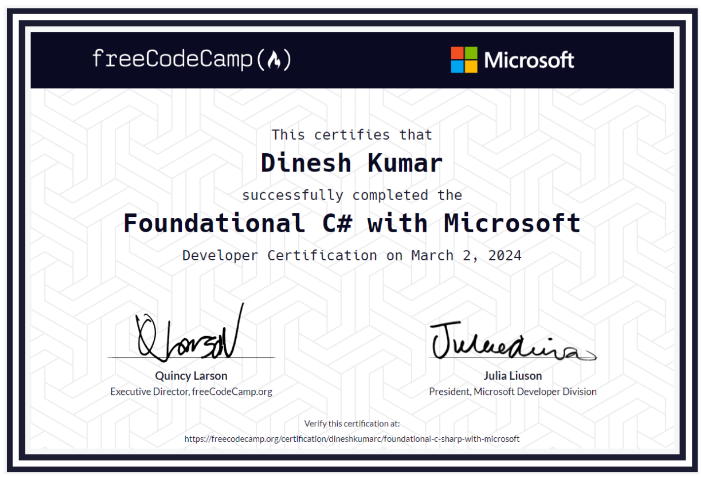 freeCodeCamp(🔥)
Microsoft
This certifies that
Dinesh Kumar
successfully completed the
Foundational C# with Microsoft
Developer Certification on March 2, 2024
Quincy Larson
Executive Director, freeCodeCamp.org
Julia Liuson
President, Microsoft Developer Division
Verify this certification at:
https://freecodecamp.org/certification/dineshkumarc/foundational-c-sharp-with-microsoft